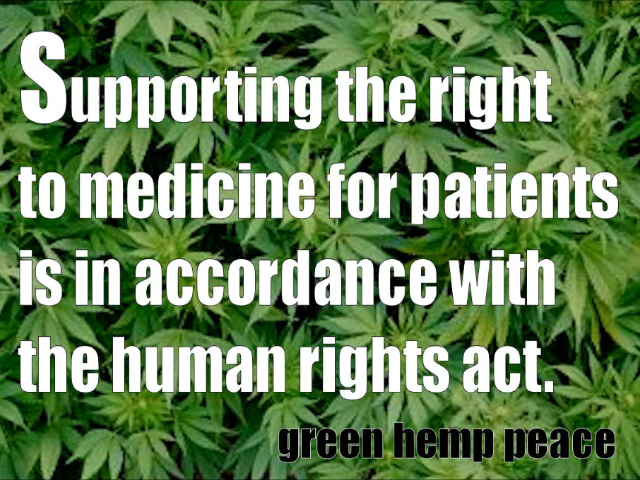 Supporting the right
to medicine for patients
is in accordance with
the human rights act.
green hemp peace